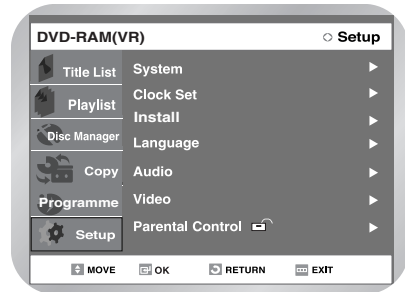 DVD-RAM(VR) Setup
Title List
Playlist
Disc Manager
Copy
Programme
Setup
System
Clock Set
Install
Language
Audio
Video
Parental Control
MOVE OK RETURN EXIT